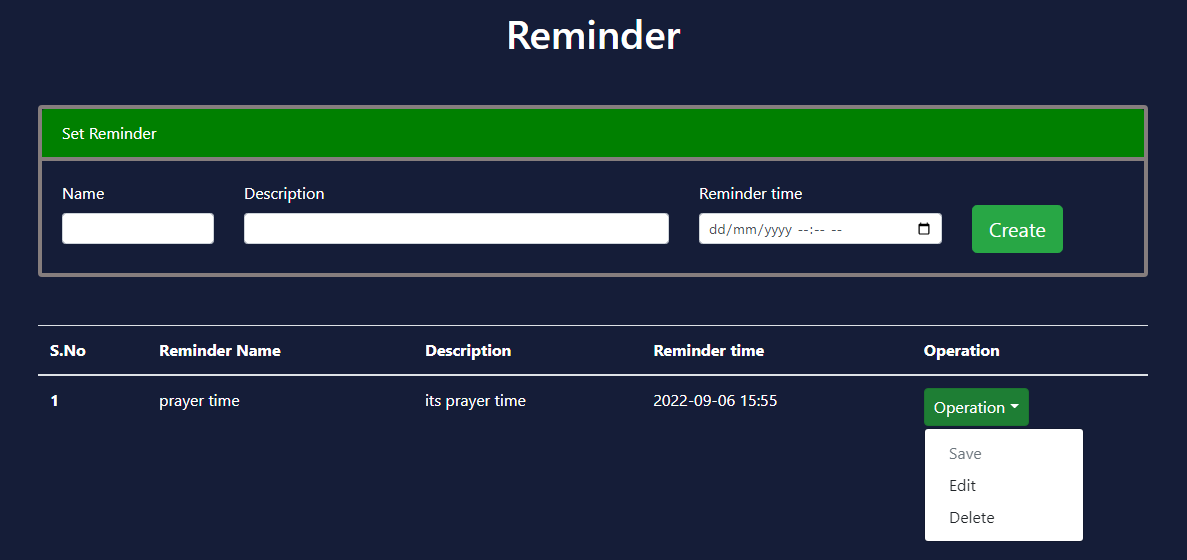 Reminder
Set Reminder
Name Description Reminder time
dd/mm/yyyy --:-- --
Create
S.No Reminder Name Description Reminder time Operation
1 prayer time its prayer time 2022-09-06 15:55 Operation
Save
Edit
Delete